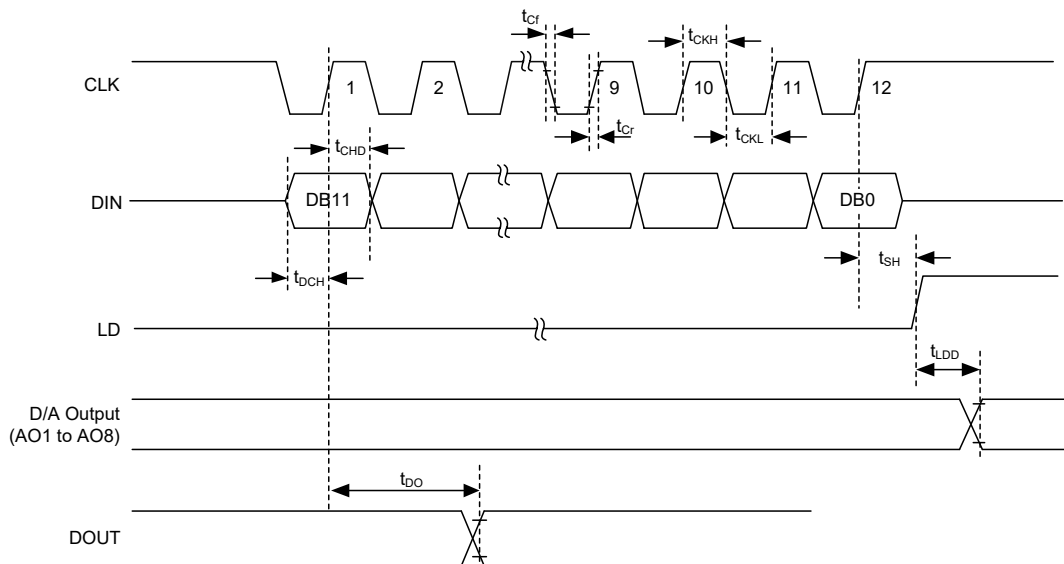 tCf
tCKH
CLK
1
2
9
10
11
12
tCr
tCKL
tCHD
DIN
DB11
DB0
tDCH
tSH
LD
tLDD
D/A Output
(AO1 to AO8)
tDO
DOUT